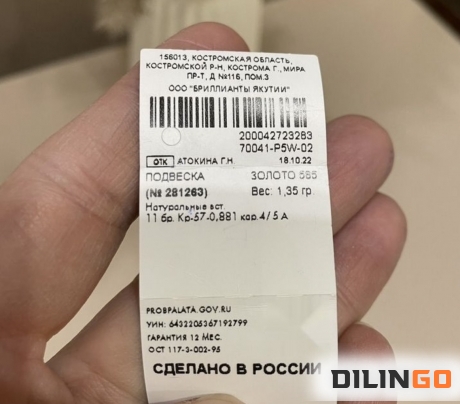 156013, КОСТРОМСКАЯ ОБЛАСТЬ,
КОСТРОМСКОЙ Р-Н, КОСТРОМА Г., МИРА
ПР-Т, Д №116, ПОМ.3
ООО "БРИЛЛИАНТЫ ЯКУТИИ"
200042723283
70041-P5W-02
ОТК АТОКИНА Г.Н 18.10.22
ПОДВЕСКА ЗОЛОТО 585
(№ 281263) Вес: 1,35 гр.
Натуральные вст.
11 бр. Кр-57-0,881 кар. 4/5 А
PROBPALATA.GOV.RU
УИН: 6432205367192799
ГАРАНТИЯ 12 МЕС.
ОСТ 117-3-002-95
СДЕЛАНО В РОССИИ
DILINGO